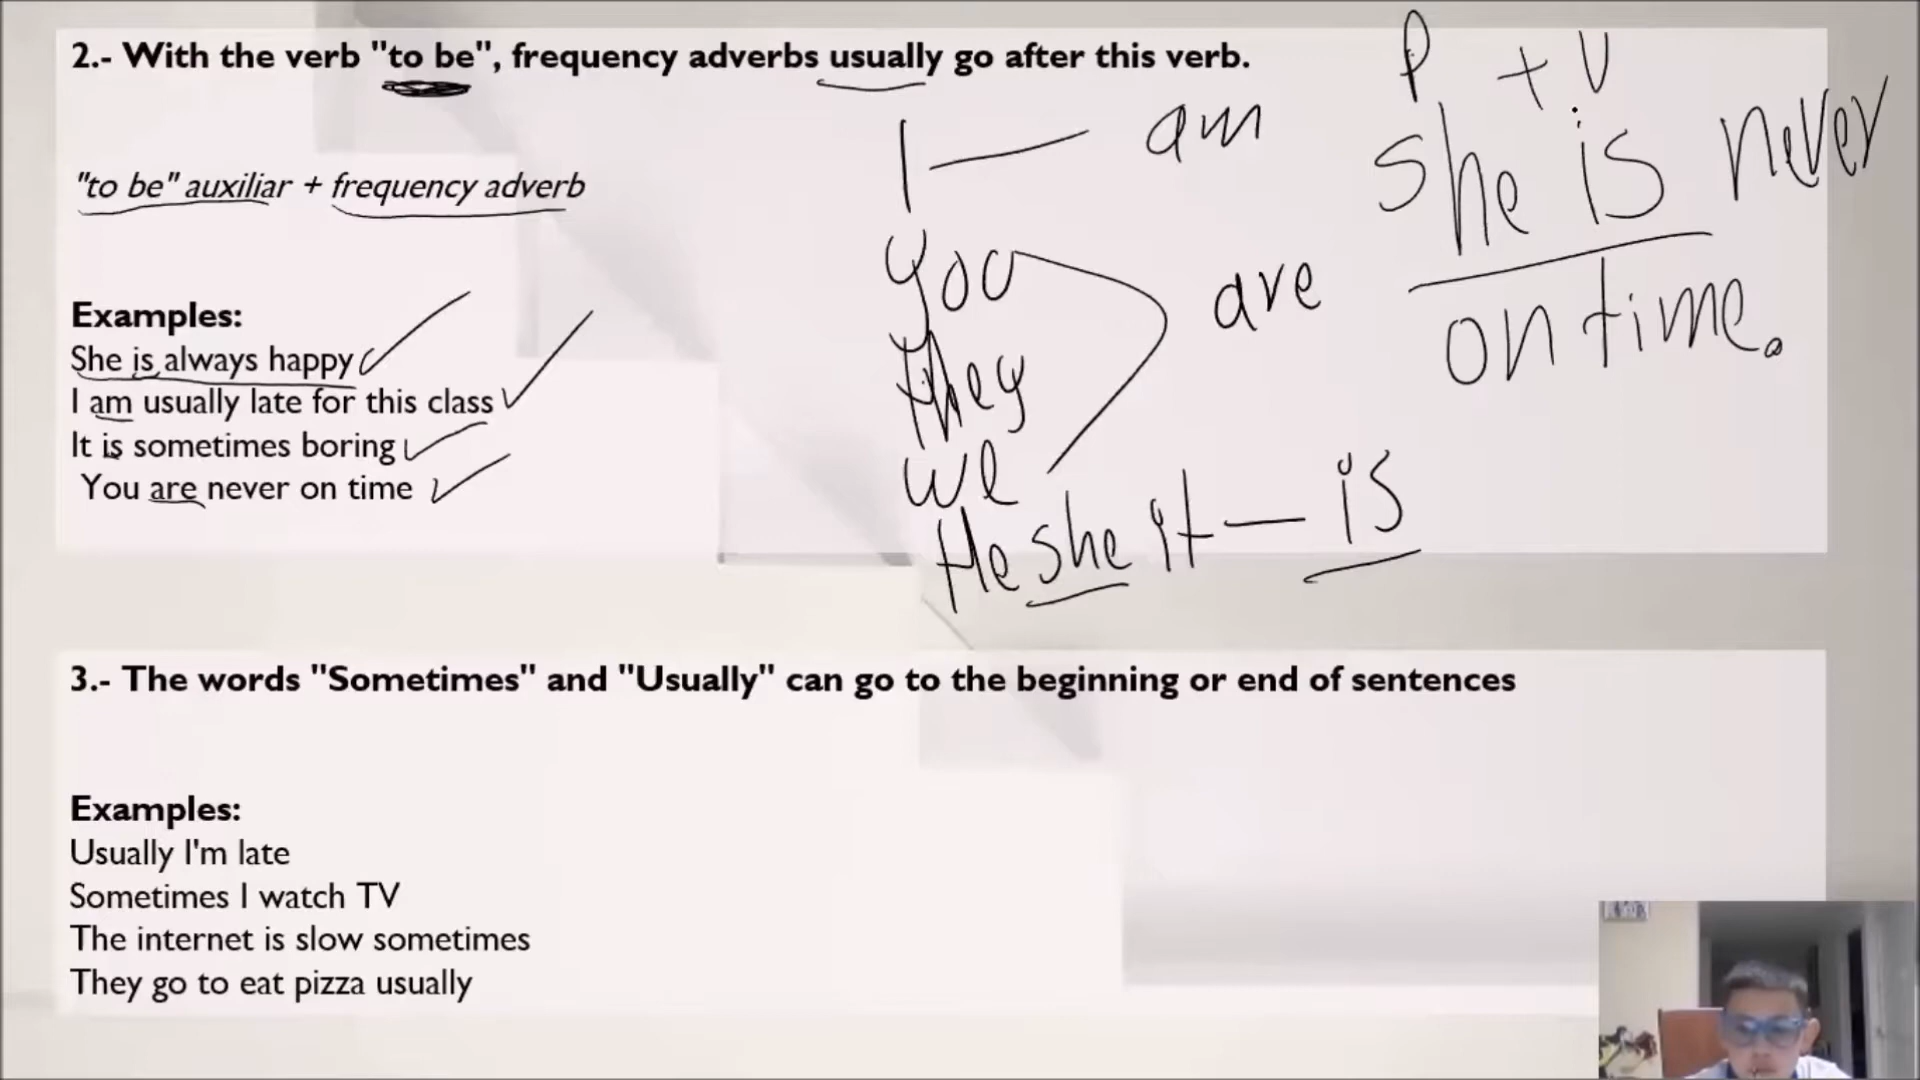 2.- With the verb "to be", frequency adverbs usually go after this verb.
"to be" auxiliar + frequency adverb
Examples:
She is always happy
I am usually late for this class
It is sometimes boring
You are never on time
I — am
You
they
we
are
He she it — is
P + V
she is never
on time.
3.- The words "Sometimes" and "Usually" can go to the beginning or end of sentences
Examples:
Usually I'm late
Sometimes I watch TV
The internet is slow sometimes
They go to eat pizza usually